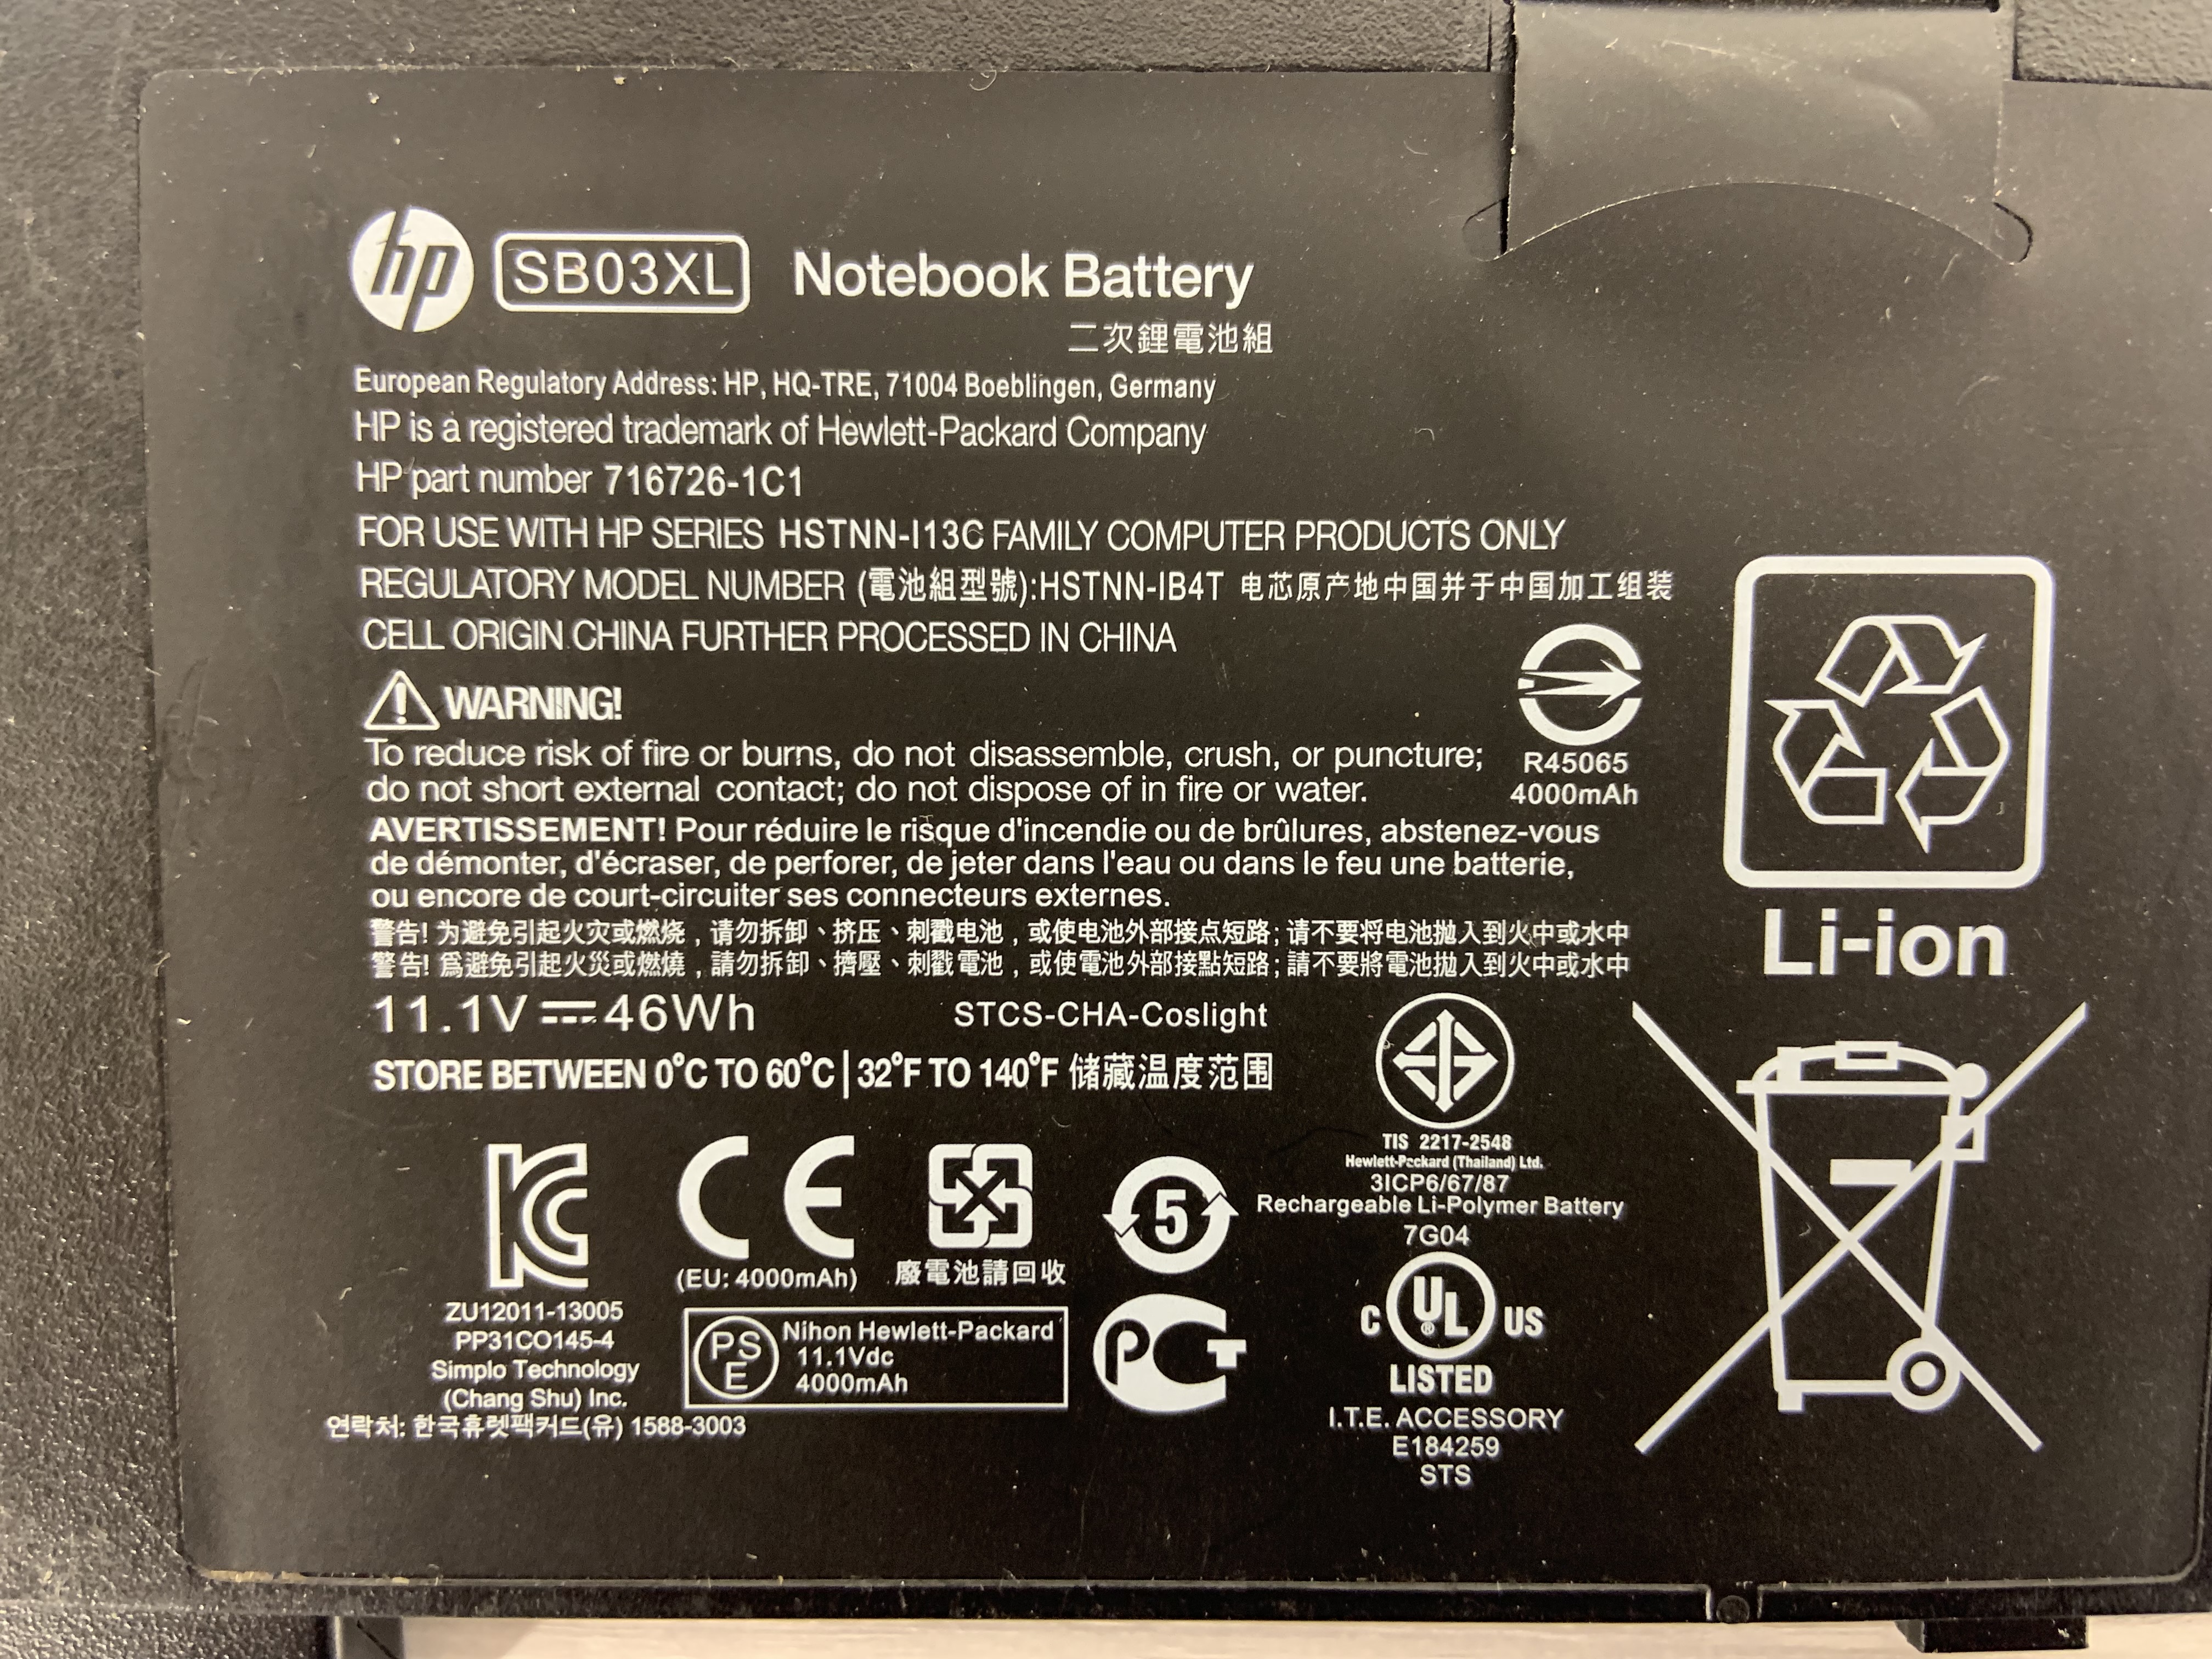 hp SB03XL Notebook Battery
二次鋰電池組
European Regulatory Address: HP, HQ-TRE, 71004 Boeblingen, Germany
HP is a registered trademark of Hewlett-Packard Company
HP part number 716726-1C1
FOR USE WITH HP SERIES HSTNN-I13C FAMILY COMPUTER PRODUCTS ONLY
REGULATORY MODEL NUMBER (電池組型號):HSTNN-IB4T 电芯原产地中国并于中国加工组装
CELL ORIGIN CHINA FURTHER PROCESSED IN CHINA
WARNING!
To reduce risk of fire or burns, do not disassemble, crush, or puncture;
do not short external contact; do not dispose of in fire or water.
R45065
4000mAh
AVERTISSEMENT! Pour réduire le risque d'incendie ou de brûlures, abstenez-vous
de démonter, d'écraser, de perforer, de jeter dans l'eau ou dans le feu une batterie,
ou encore de court-circuiter ses connecteurs externes.
警告! 为避免引起火灾或燃烧，请勿拆卸、挤压、刺戳电池，或使电池外部接点短路; 请不要将电池抛入到火中或水中
警告! 爲避免引起火災或燃燒，請勿拆卸、擠壓、刺戳電池，或使電池外部接點短路; 請不要將電池拋入到火中或水中
Li-ion
11.1V ⎓ 46Wh STCS-CHA-Coslight
STORE BETWEEN 0°C TO 60°C | 32°F TO 140°F 储藏温度范围
TIS 2217-2548
Hewlett-Packard (Thailand) Ltd.
3ICP6/67/87
Rechargeable Li-Polymer Battery
7G04
KC
CE
(EU: 4000mAh)
廢電池請回收
5
ZU12011-13005
PP31CO145-4
Simplo Technology
(Chang Shu) Inc.
연락처: 한국휴렛팩커드(유) 1588-3003
PSE
Nihon Hewlett-Packard
11.1Vdc
4000mAh
PCT
C UL® US
LISTED
I.T.E. ACCESSORY
E184259
STS